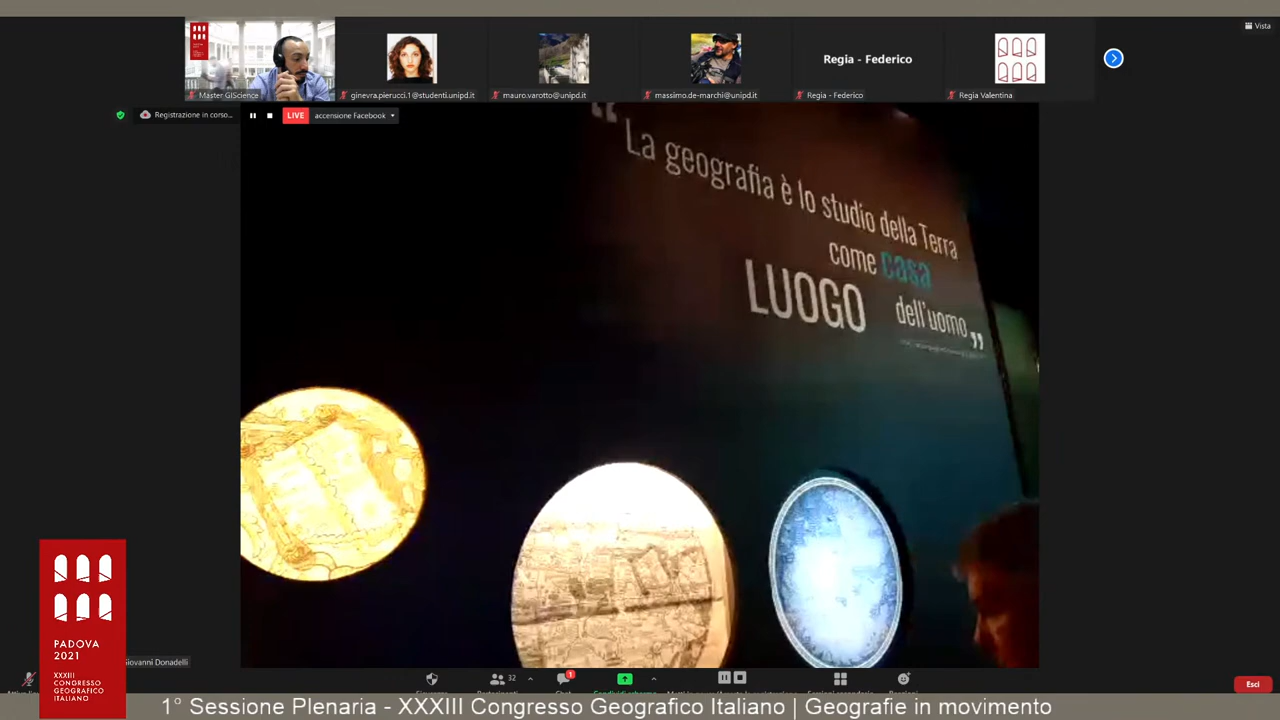 Vista
Master GIScience
ginevra.pierucci.1@studenti.unipd.it
mauro.varotto@unipd.it
massimo.de-marchi@unipd.it
Regia - Federico
Regia - Federico
Regia Valentina
Registrazione in corso...
LIVE
accensione Facebook
“La geografia è lo studio della Terra
come casa
LUOGO
dell'uomo”
PADOVA
2021
XXXIII
CONGRESSO
GEOGRAFICO
ITALIANO
Giovanni Donadelli
32
1
Esci
1° Sessione Plenaria - XXXIII Congresso Geografico Italiano | Geografie in movimento